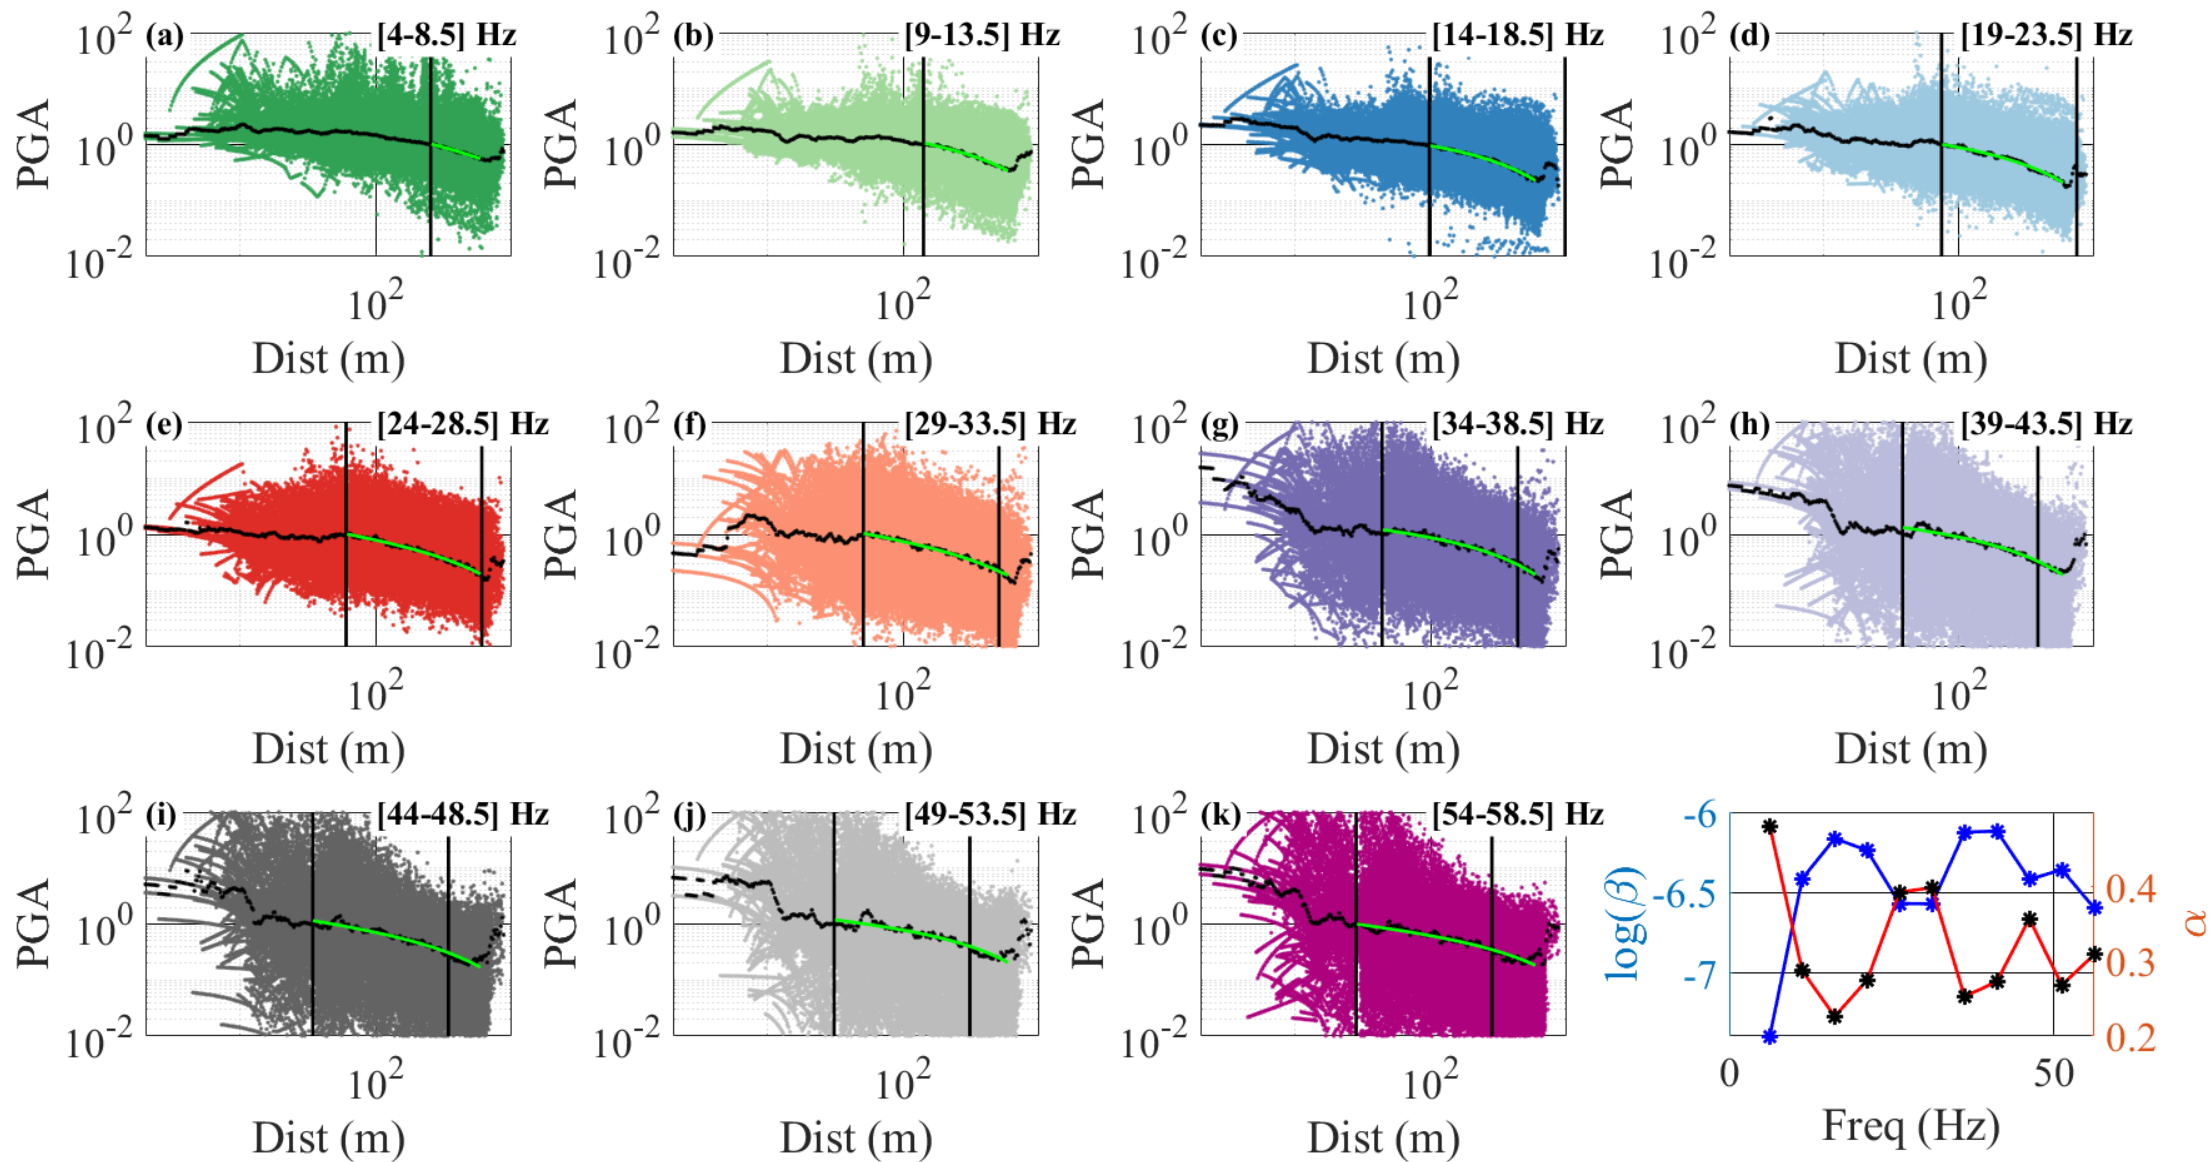 (a) [4-8.5] Hz
10^2
10^0
10^-2
PGA
10^2
Dist (m)
(b) [9-13.5] Hz
10^2
10^0
10^-2
PGA
10^2
Dist (m)
(c) [14-18.5] Hz
10^2
10^0
10^-2
PGA
10^2
Dist (m)
(d) [19-23.5] Hz
10^2
10^0
10^-2
PGA
10^2
Dist (m)
(e) [24-28.5] Hz
10^2
10^0
10^-2
PGA
10^2
Dist (m)
(f) [29-33.5] Hz
10^2
10^0
10^-2
PGA
10^2
Dist (m)
(g) [34-38.5] Hz
10^2
10^0
10^-2
PGA
10^2
Dist (m)
(h) [39-43.5] Hz
10^2
10^0
10^-2
PGA
10^2
Dist (m)
(i) [44-48.5] Hz
10^2
10^0
10^-2
PGA
10^2
Dist (m)
(j) [49-53.5] Hz
10^2
10^0
10^-2
PGA
10^2
Dist (m)
(k) [54-58.5] Hz
10^2
10^0
10^-2
PGA
10^2
Dist (m)
-6
-6.5
-7
log(β)
0.4
0.3
0.2
α
0 50
Freq (Hz)